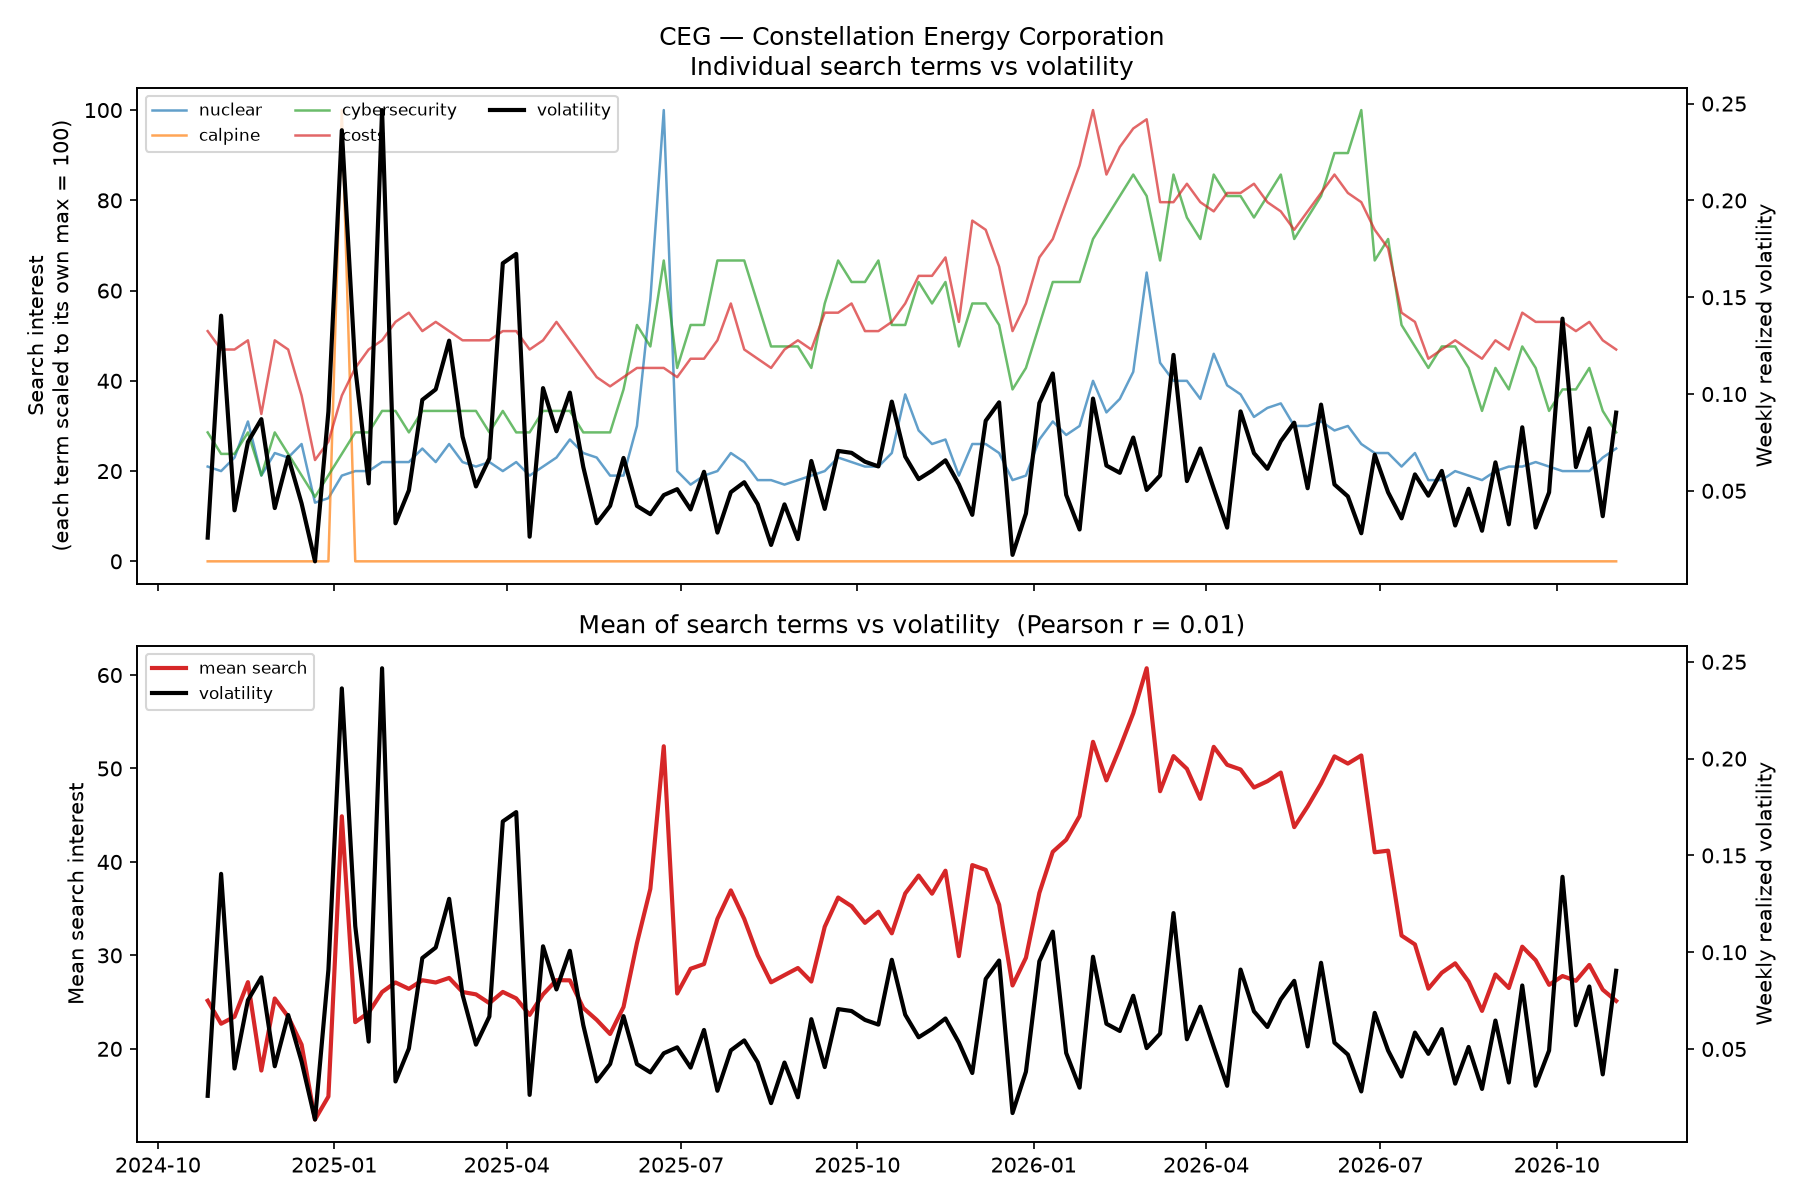 CEG — Constellation Energy Corporation
Individual search terms vs volatility
nuclear
calpine
cybersecurity
costs
volatility
100
80
60
40
20
0
Search interest
(each term scaled to its own max = 100)
0.25
0.20
0.15
0.10
0.05
Weekly realized volatility
Mean of search terms vs volatility (Pearson r = 0.01)
mean search
volatility
60
50
40
30
20
Mean search interest
0.25
0.20
0.15
0.10
0.05
Weekly realized volatility
2024-10
2025-01
2025-04
2025-07
2025-10
2026-01
2026-04
2026-07
2026-10